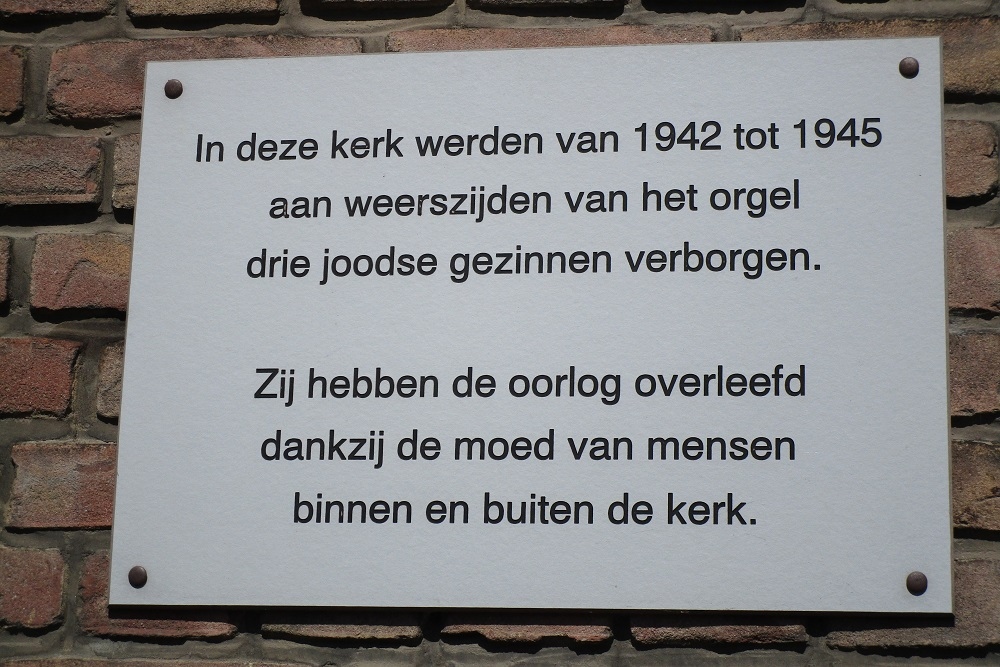 In deze kerk werden van 1942 tot 1945
aan weerszijden van het orgel
drie joodse gezinnen verborgen.
Zij hebben de oorlog overleefd
dankzij de moed van mensen
binnen en buiten de kerk.